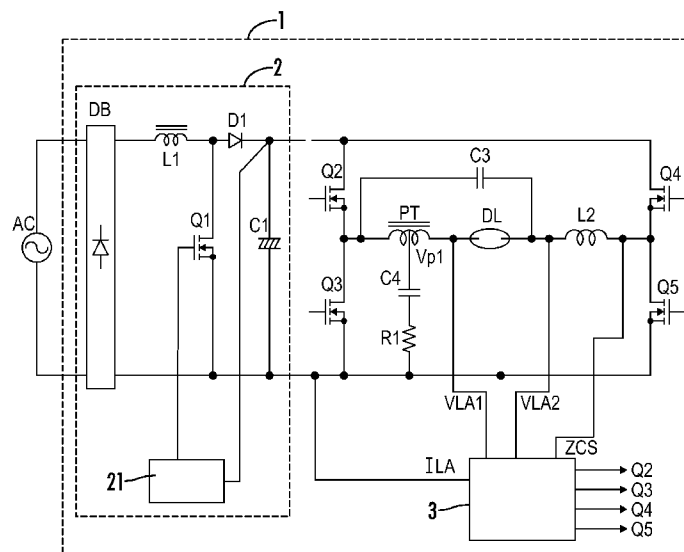 1
2
DB
D1
L1
C3
Q2
Q4
AC
Q1
C1
PT
DL
L2
Vp1
Q3
C4
Q5
R1
VLA1
VLA2
ZCS
21
ILA
3
Q2
Q3
Q4
Q5